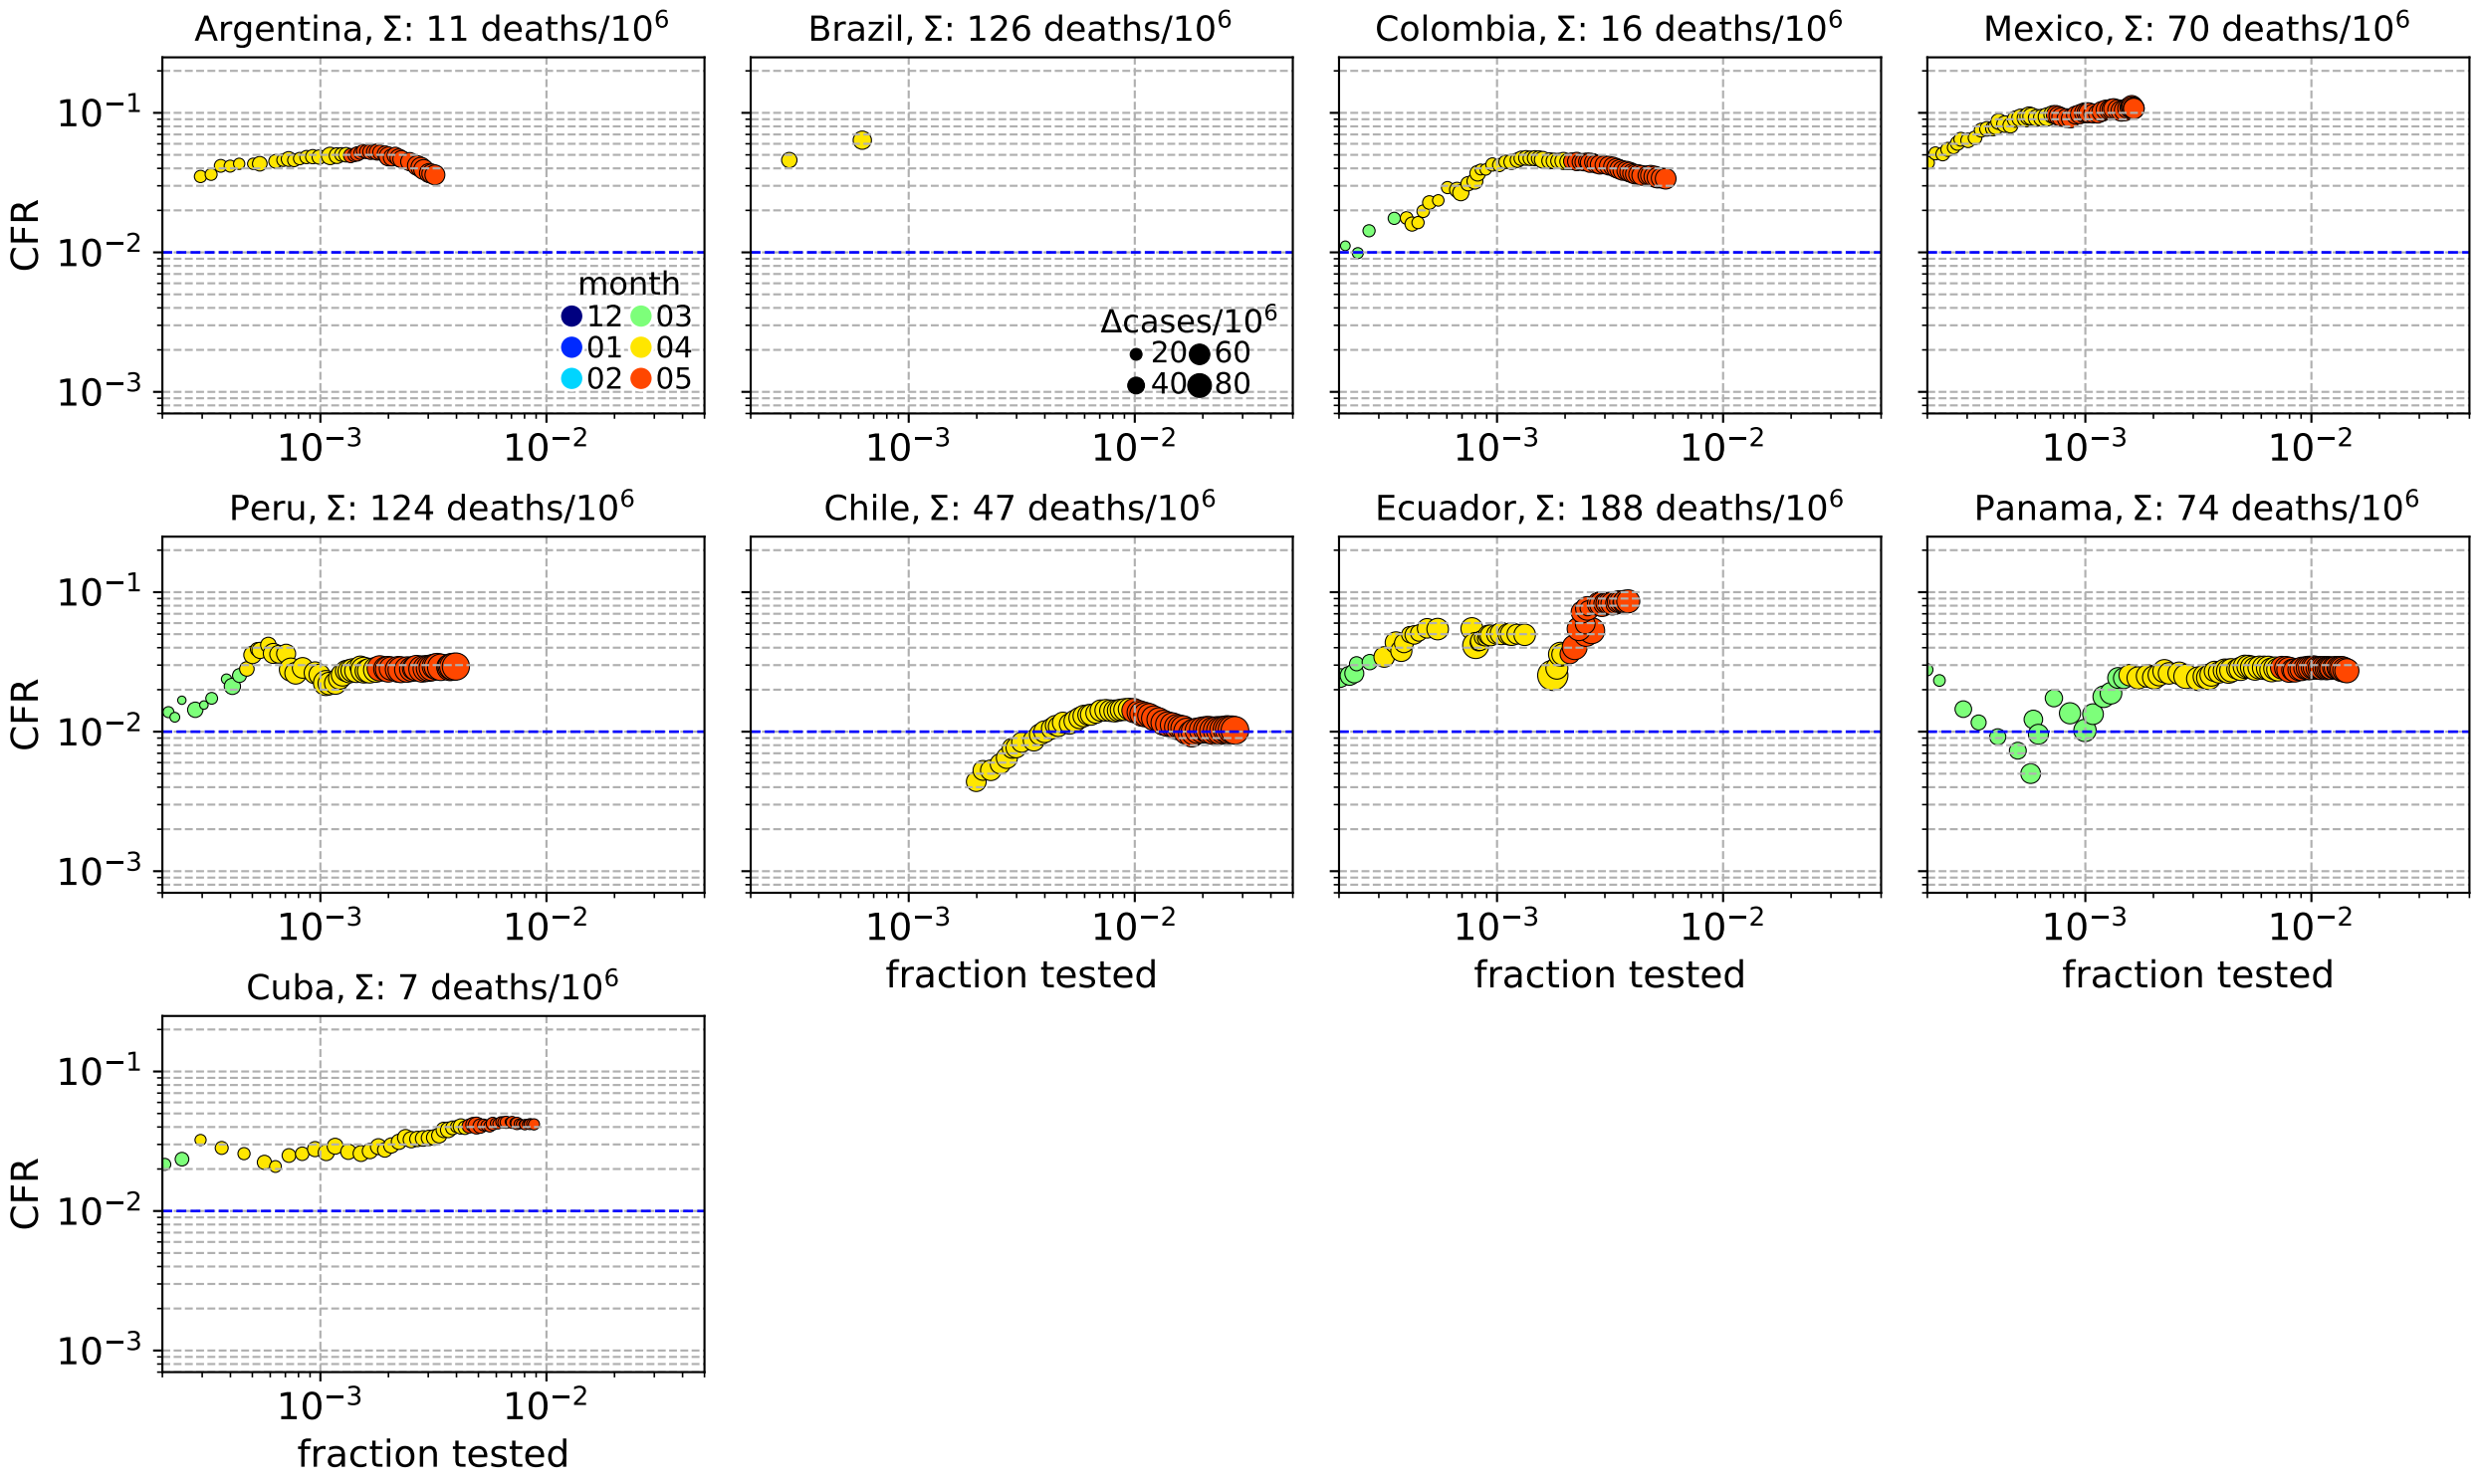 Argentina, Σ: 11 deaths/10⁶
Brazil, Σ: 126 deaths/10⁶
Colombia, Σ: 16 deaths/10⁶
Mexico, Σ: 70 deaths/10⁶
CFR
10⁻¹
10⁻²
10⁻³
month
12 03
01 04
02 05
Δcases/10⁶
20 60
40 80
10⁻³ 10⁻²
10⁻³ 10⁻²
10⁻³ 10⁻²
10⁻³ 10⁻²
Peru, Σ: 124 deaths/10⁶
Chile, Σ: 47 deaths/10⁶
Ecuador, Σ: 188 deaths/10⁶
Panama, Σ: 74 deaths/10⁶
CFR
10⁻¹
10⁻²
10⁻³
10⁻³ 10⁻²
10⁻³ 10⁻²
10⁻³ 10⁻²
10⁻³ 10⁻²
fraction tested
fraction tested
fraction tested
Cuba, Σ: 7 deaths/10⁶
CFR
10⁻¹
10⁻²
10⁻³
10⁻³ 10⁻²
fraction tested